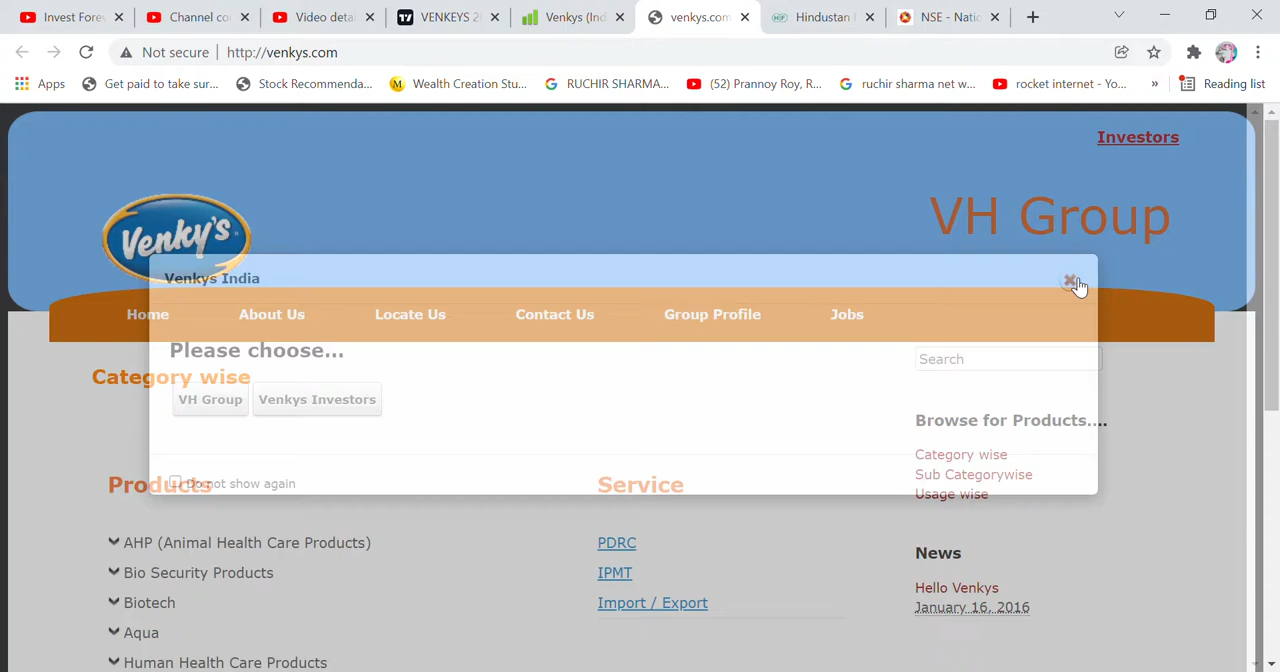 Invest Fore
Channel co
Video detai
VENKEYS 2
Venkys (Ind
venkys.com
Hindustan
NSE - Natio
Not secure
http://venkys.com
Apps
Get paid to take sur...
Stock Recommenda...
Wealth Creation Stu...
RUCHIR SHARMA...
(52) Prannoy Roy, R...
ruchir sharma net w...
rocket internet - Yo...
»
Reading list
Investors
Venky's
VH Group
Venkys India
Home
About Us
Locate Us
Contact Us
Group Profile
Jobs
Please choose...
Search
Category wise
VH Group
Venkys Investors
Browse for Products....
Category wise
Sub Categorywise
Usage wise
Do not show again
Products
Service
AHP (Animal Health Care Products)
PDRC
News
Bio Security Products
IPMT
Hello Venkys
Biotech
Import / Export
January 16, 2016
Aqua
Human Health Care Products